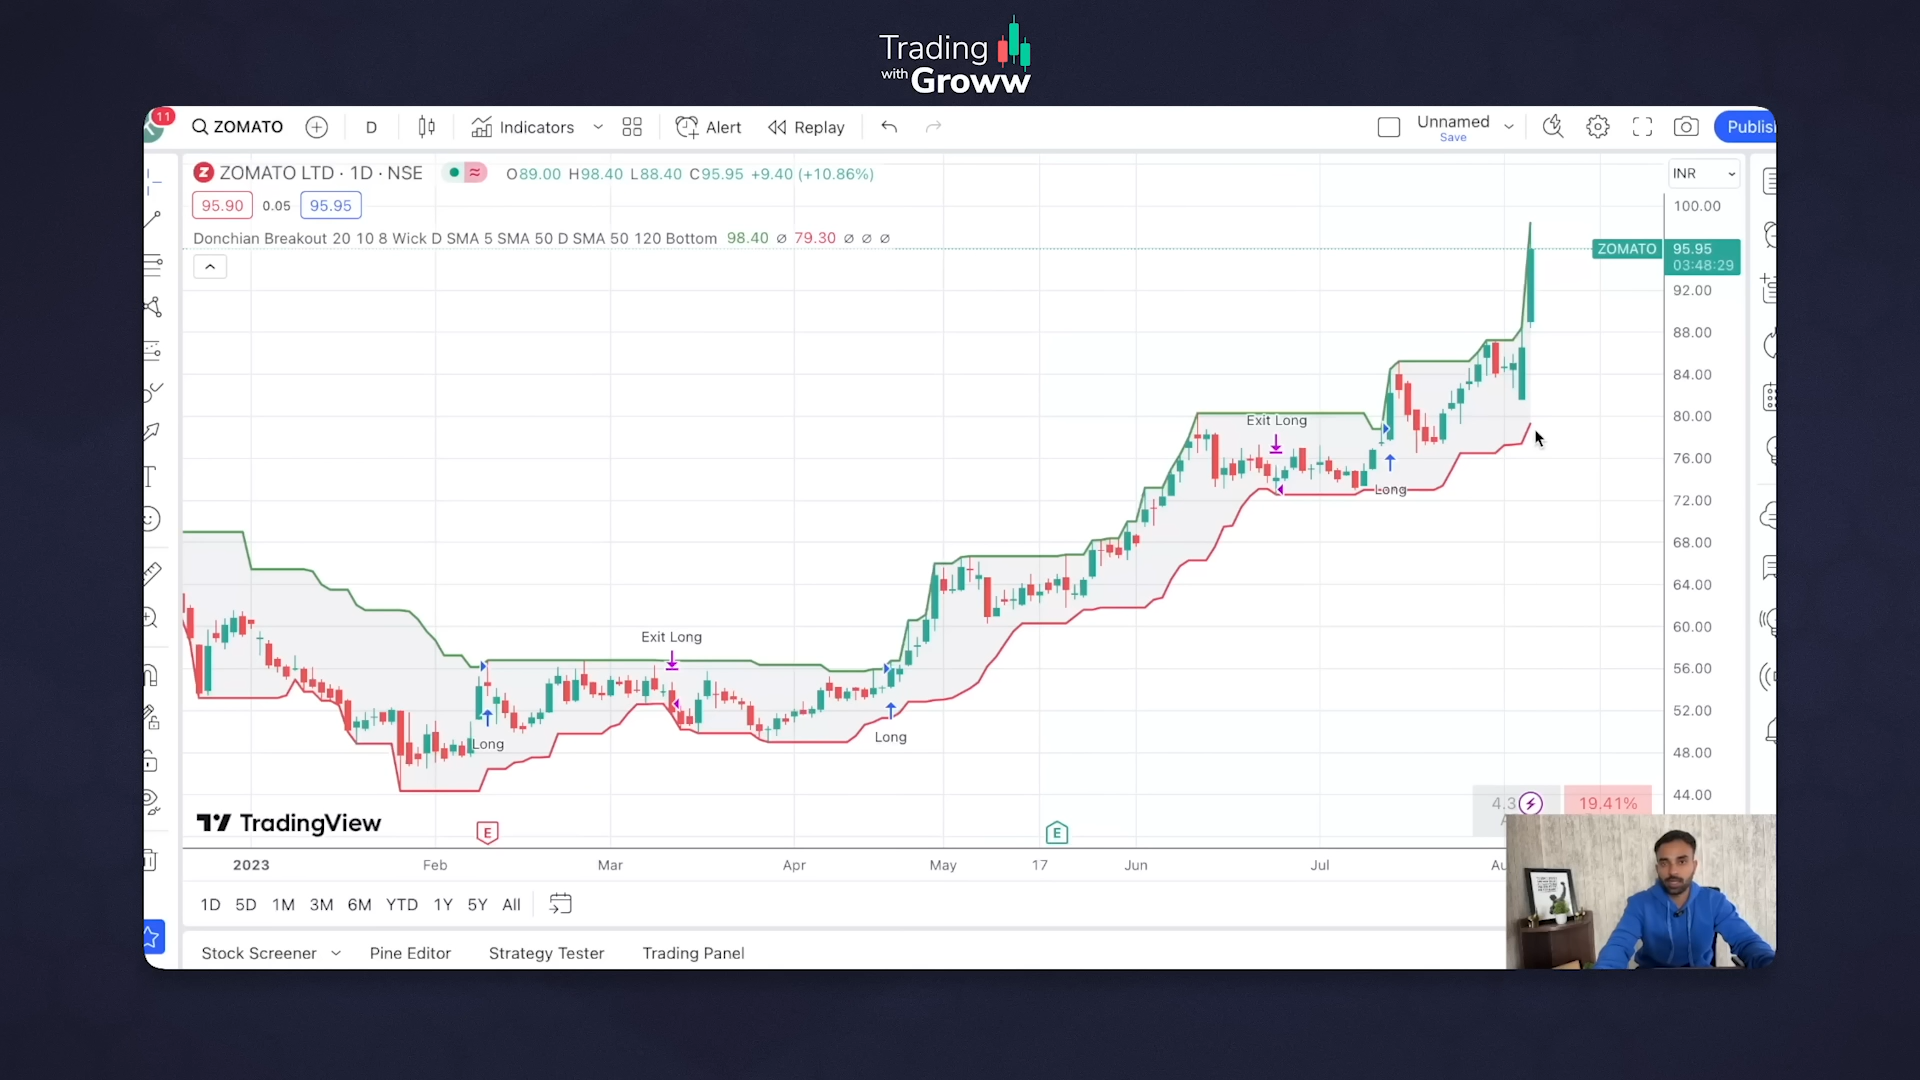 Trading
with Groww
11
ZOMATO
D
Indicators
Alert
Replay
Unnamed
Save
Publis
ZOMATO LTD · 1D · NSE
O89.00 H98.40 L88.40 C95.95 +9.40 (+10.86%)
INR
95.90 0.05 95.95
100.00
Donchian Breakout 20 10 8 Wick D SMA 5 SMA 50 D SMA 50 120 Bottom 98.40 ∅ 79.30 ∅ ∅ ∅
ZOMATO 95.95
03:48:29
92.00
88.00
84.00
80.00
76.00
72.00
68.00
64.00
60.00
56.00
52.00
48.00
44.00
Exit Long
Long
Exit Long
Long
Long
4.3
19.41%
TradingView
E
E
2023 Feb Mar Apr May 17 Jun Jul Au
1D 5D 1M 3M 6M YTD 1Y 5Y All
Stock Screener Pine Editor Strategy Tester Trading Panel